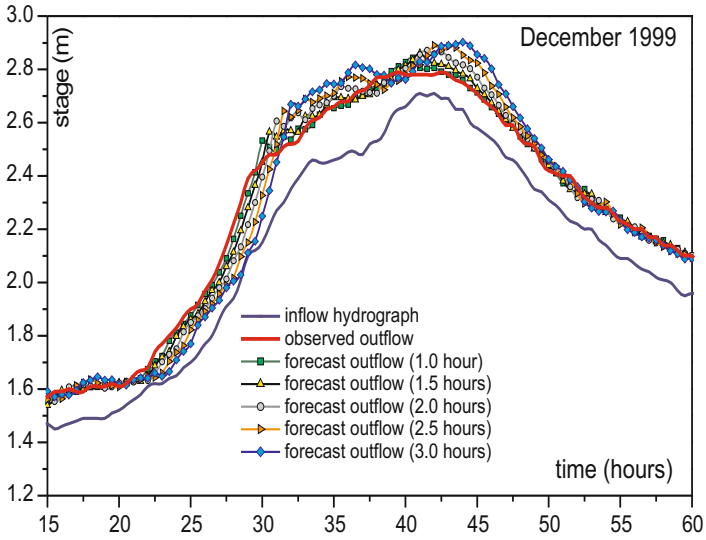 December 1999
stage (m)
3.0
2.8
2.6
2.4
2.2
2.0
1.8
1.6
1.4
1.2
inflow hydrograph
observed outflow
forecast outflow (1.0 hour)
forecast outflow (1.5 hours)
forecast outflow (2.0 hours)
forecast outflow (2.5 hours)
forecast outflow (3.0 hours)
time (hours)
15 20 25 30 35 40 45 50 55 60